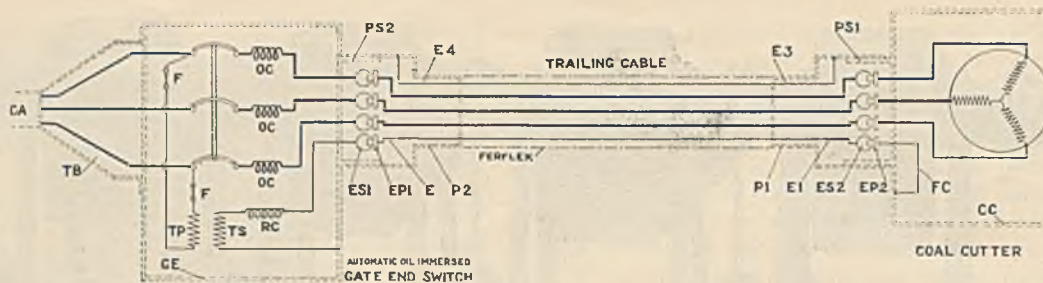 PS2
E4
TRAILING CABLE
E3
PS1
F
OC
CA
OC
TB
OC
F
FERFLEX
ES1
EP1
E
P2
P1
E1
ES2
EP2
FC
TP
TS
RC
CC
GE
AUTOMATIC OIL IMMERSED
GATE END SWITCH
COAL CUTTER